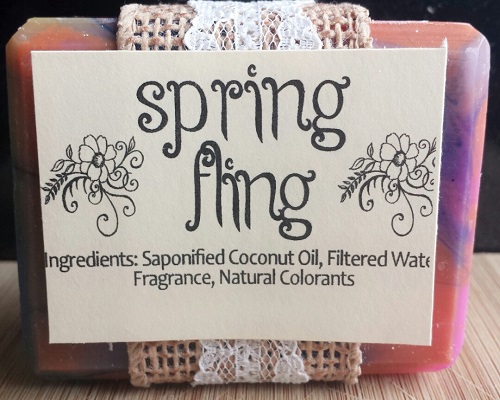 spring
fling
Ingredients: Saponified Coconut Oil, Filtered Wate
Fragrance, Natural Colorants